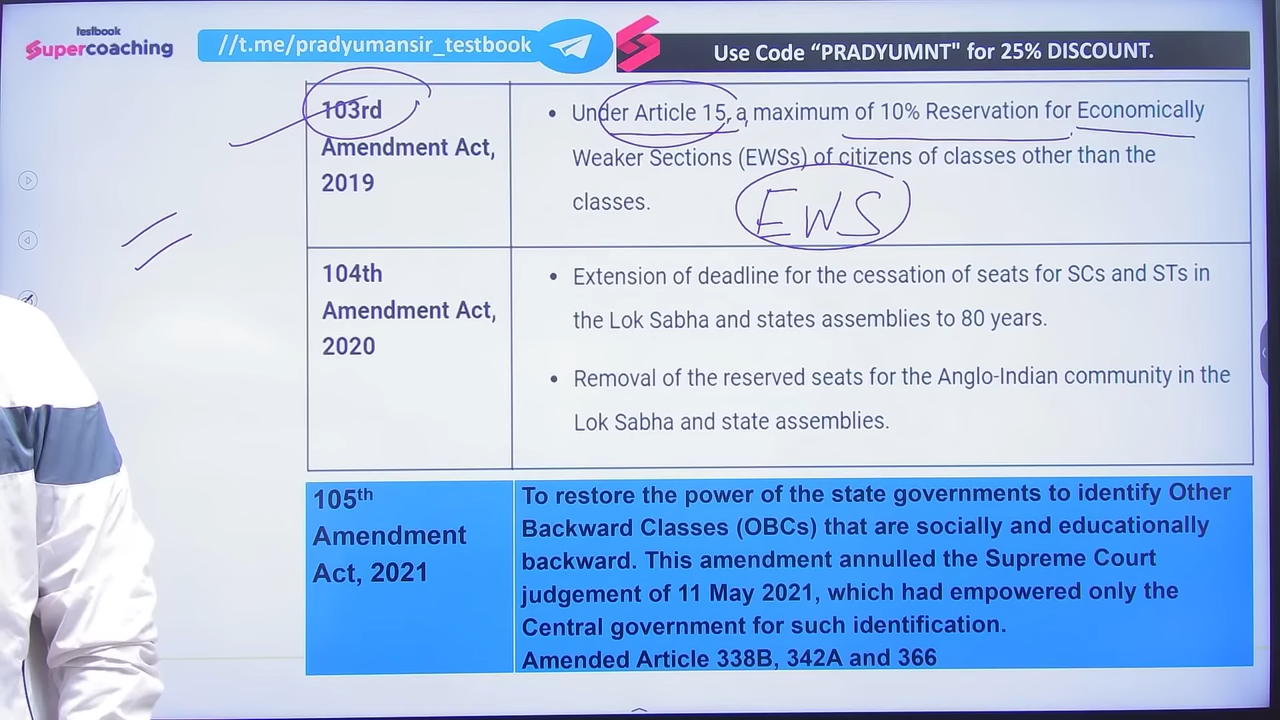 testbook
Supercoaching
//t.me/pradyumansir_testbook
Use Code “PRADYUMNT" for 25% DISCOUNT.
103rd
Amendment Act,
2019
• Under Article 15, a maximum of 10% Reservation for Economically
Weaker Sections (EWSs) of citizens of classes other than the
classes.
EWS
104th
Amendment Act,
2020
• Extension of deadline for the cessation of seats for SCs and STs in
the Lok Sabha and states assemblies to 80 years.
• Removal of the reserved seats for the Anglo-Indian community in the
Lok Sabha and state assemblies.
105th
Amendment
Act, 2021
To restore the power of the state governments to identify Other
Backward Classes (OBCs) that are socially and educationally
backward. This amendment annulled the Supreme Court
judgement of 11 May 2021, which had empowered only the
Central government for such identification.
Amended Article 338B, 342A and 366